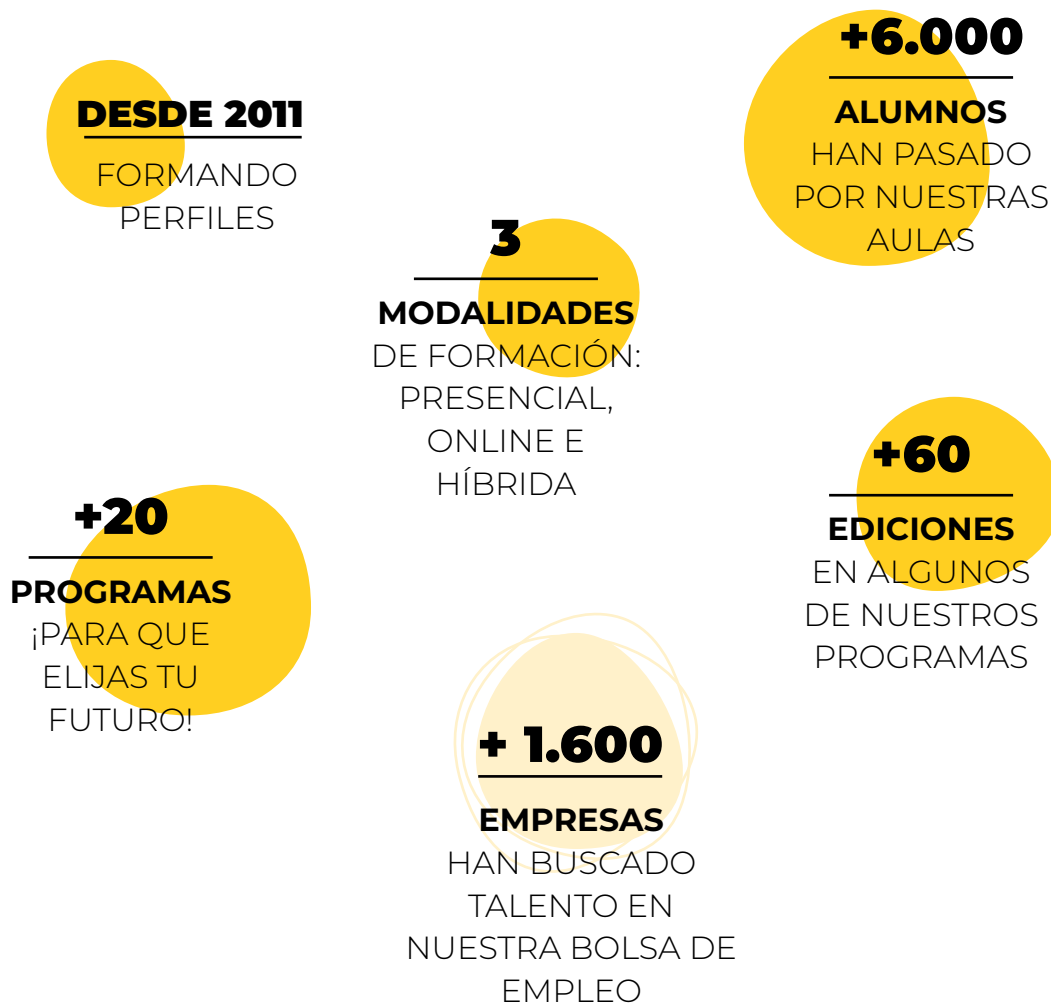 DESDE 2011
FORMANDO
PERFILES
+6.000
ALUMNOS
HAN PASADO
POR NUESTRAS
AULAS
3
MODALIDADES
DE FORMACIÓN:
PRESENCIAL,
ONLINE E
HÍBRIDA
+20
PROGRAMAS
¡PARA QUE
ELIJAS TU
FUTURO!
+60
EDICIONES
EN ALGUNOS
DE NUESTROS
PROGRAMAS
+ 1.600
EMPRESAS
HAN BUSCADO
TALENTO EN
NUESTRA BOLSA DE
EMPLEO